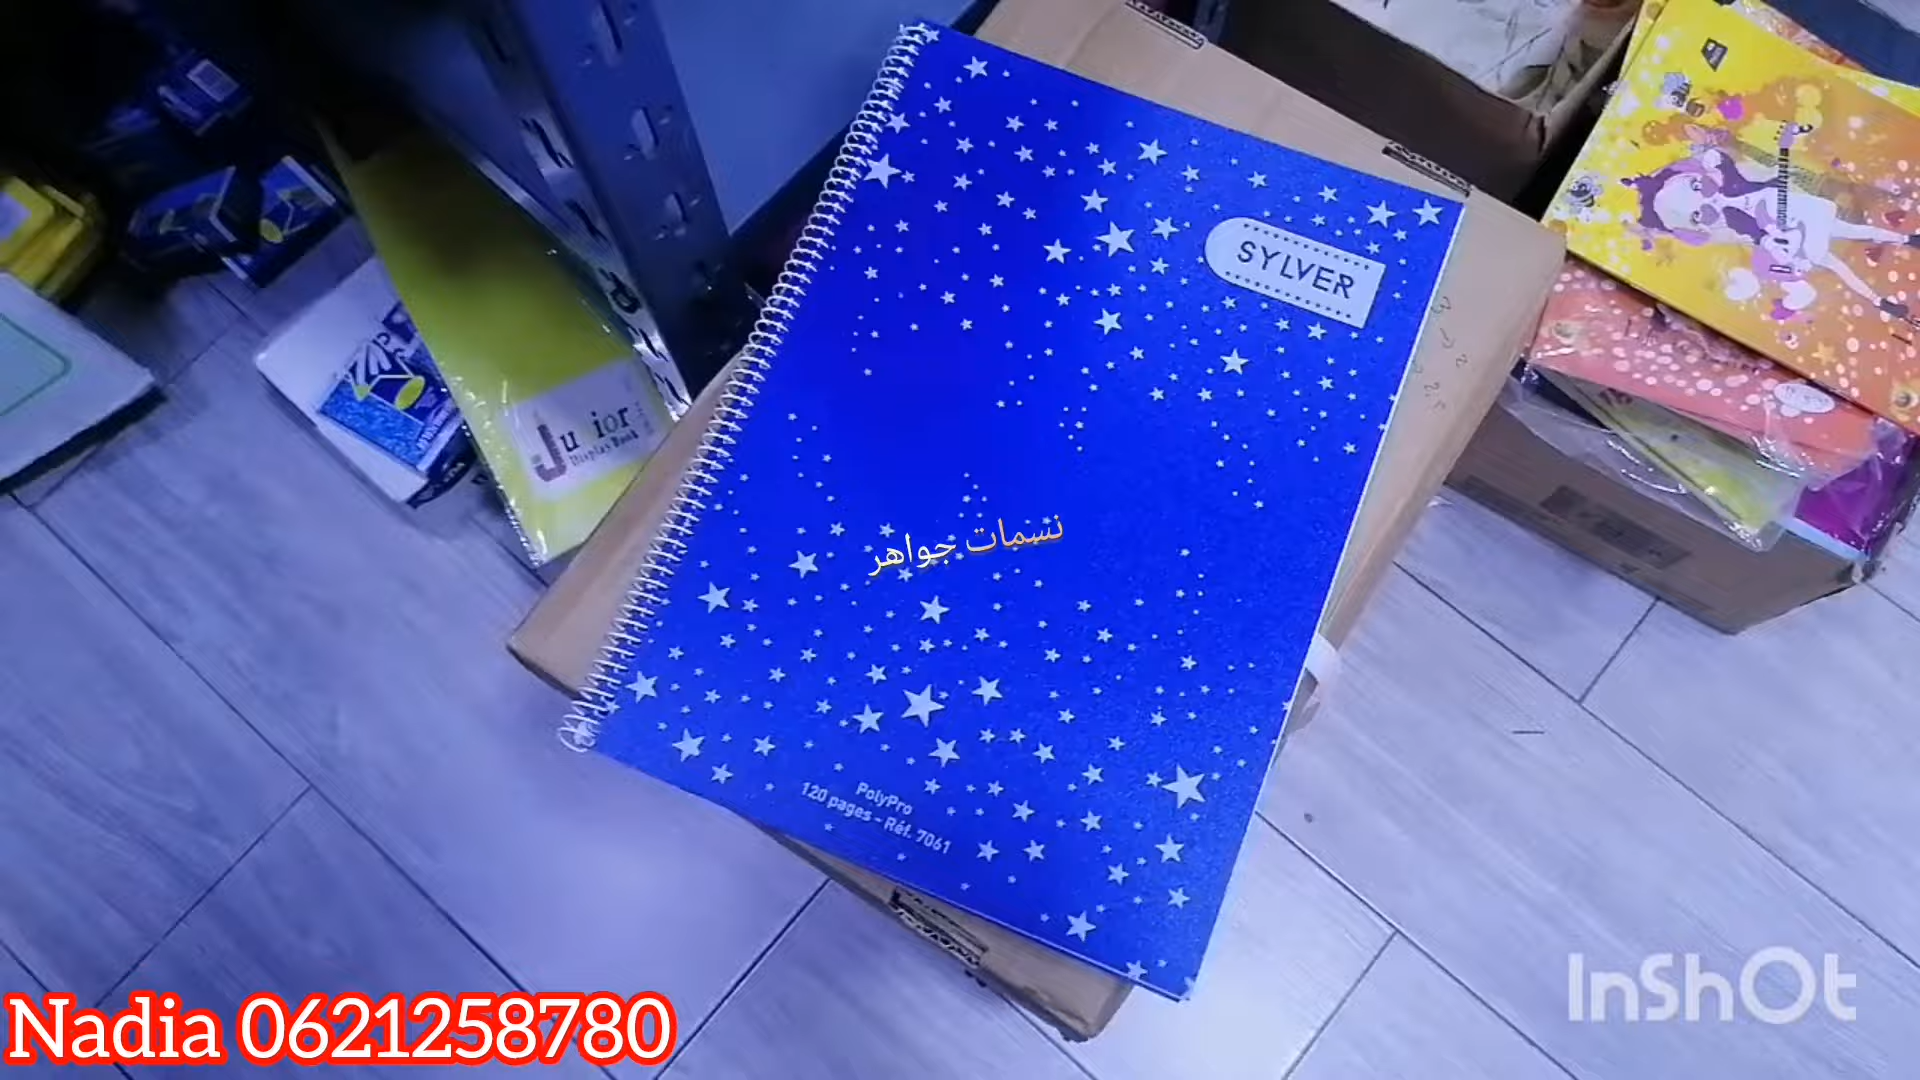 SYLVER
Junior
Display Book
نسمات جواهر
PolyPro
120 pages - Réf. 7061
Nadia 0621258780
InShOt